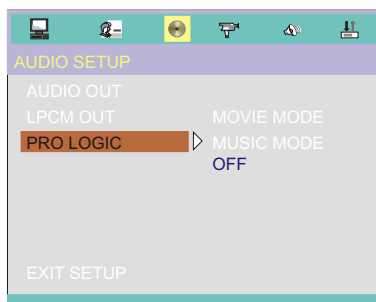 AUDIO SETUP
AUDIO OUT
LPCM OUT
MOVIE MODE
PRO LOGIC
MUSIC MODE
OFF
EXIT SETUP